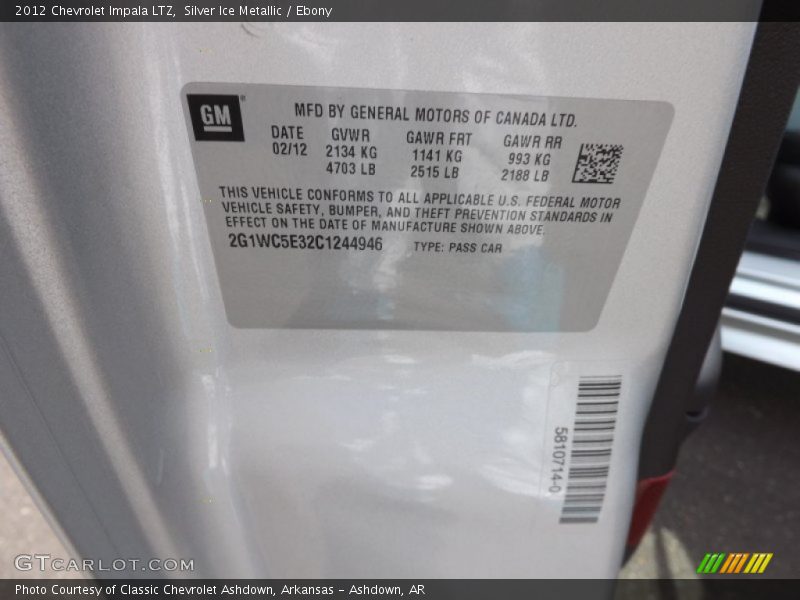 2012 Chevrolet Impala LTZ, Silver Ice Metallic / Ebony
GM
MFD BY GENERAL MOTORS OF CANADA LTD.
DATE GVWR GAWR FRT GAWR RR
02/12 2134 KG 1141 KG 993 KG
4703 LB 2515 LB 2188 LB
THIS VEHICLE CONFORMS TO ALL APPLICABLE U.S. FEDERAL MOTOR
VEHICLE SAFETY, BUMPER, AND THEFT PREVENTION STANDARDS IN
EFFECT ON THE DATE OF MANUFACTURE SHOWN ABOVE.
2G1WC5E32C1244946 TYPE: PASS CAR
5810714-0
GTCARLOT.COM
Photo Courtesy of Classic Chevrolet Ashdown, Arkansas - Ashdown, AR